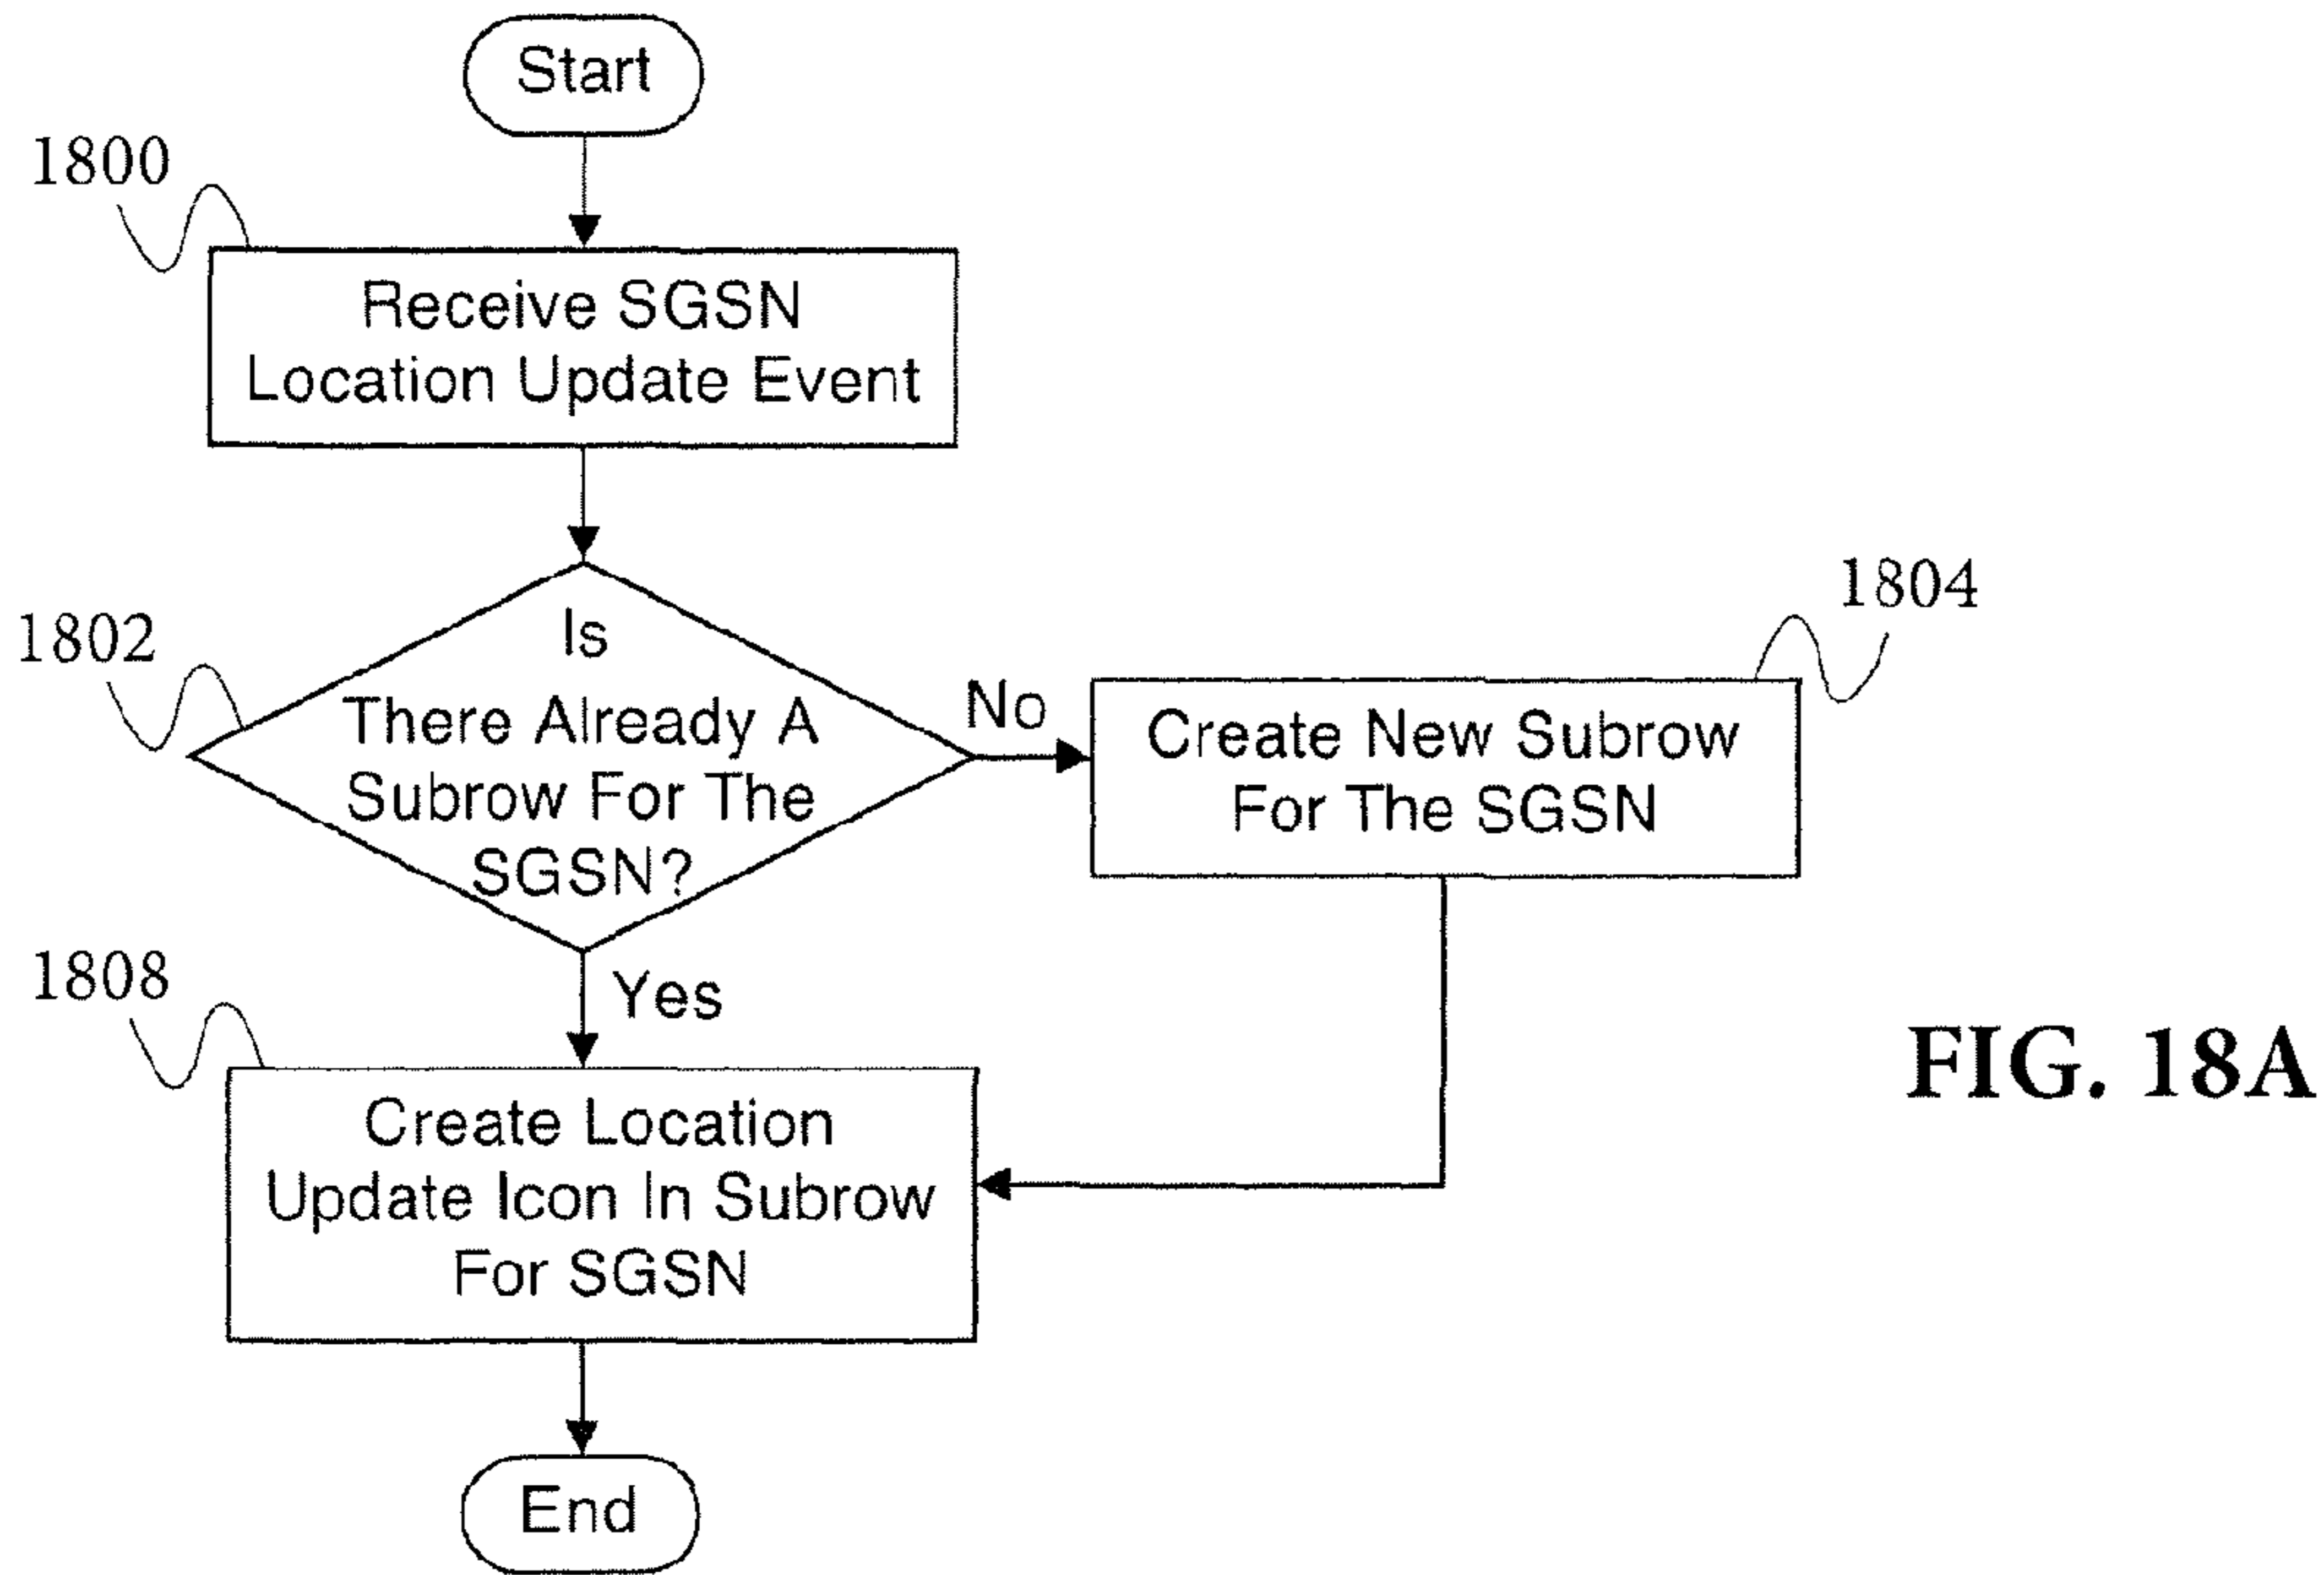 Start
1800
Receive SGSN
Location Update Event
1802
Is
There Already A
Subrow For The
SGSN?
No
1804
Create New Subrow
For The SGSN
Yes
1808
Create Location
Update Icon In Subrow
For SGSN
End
FIG. 18A